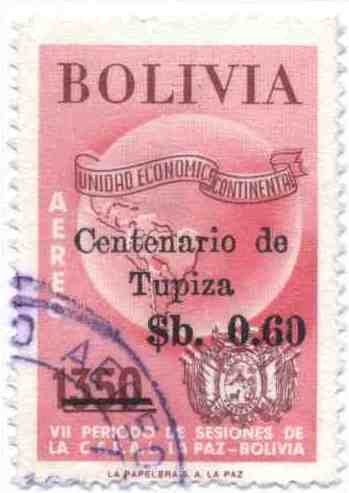 BOLIVIA
UNIDAD ECONOMICA CONTINENTAL
AEREO
Centenario de
Tupiza
$b. 0.60
1350
VII PERIODO DE SESIONES DE
LA C.E.P.A.L. LA PAZ-BOLIVIA
LA PAPELERA S. A. LA PAZ